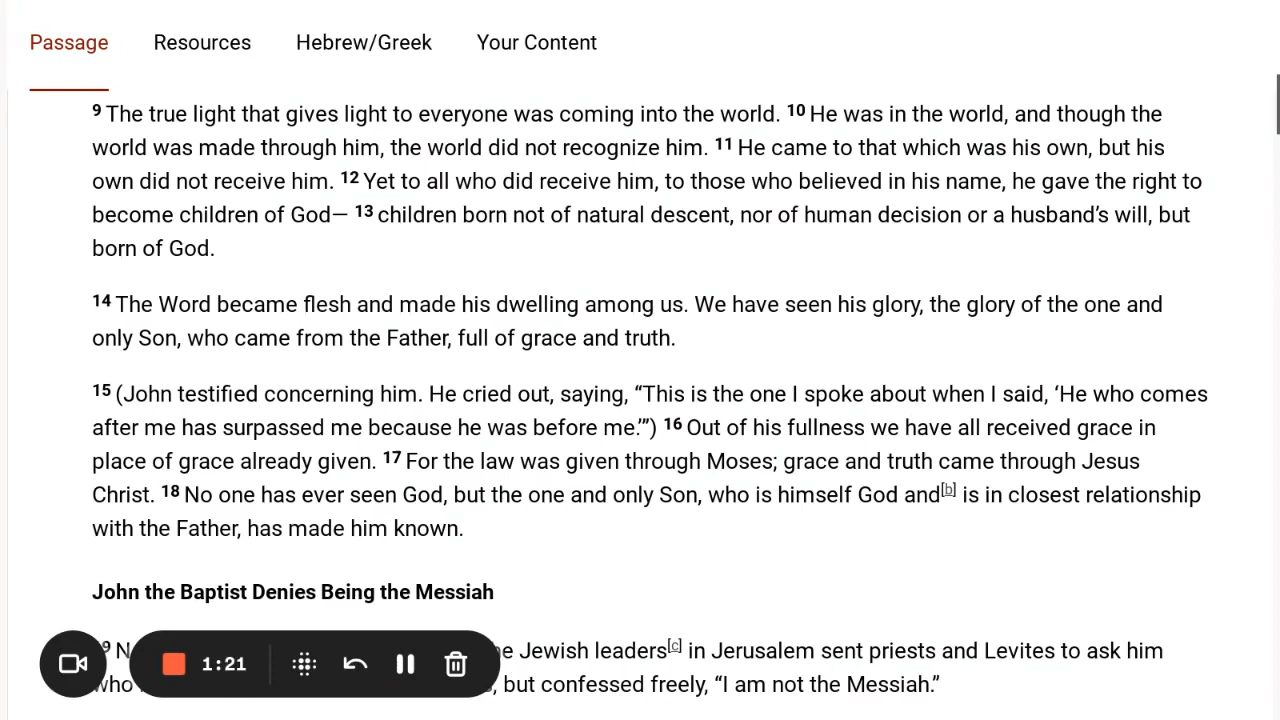 Passage Resources Hebrew/Greek Your Content
9 The true light that gives light to everyone was coming into the world. 10 He was in the world, and though the
world was made through him, the world did not recognize him. 11 He came to that which was his own, but his
own did not receive him. 12 Yet to all who did receive him, to those who believed in his name, he gave the right to
become children of God— 13 children born not of natural descent, nor of human decision or a husband’s will, but
born of God.
14 The Word became flesh and made his dwelling among us. We have seen his glory, the glory of the one and
only Son, who came from the Father, full of grace and truth.
15 (John testified concerning him. He cried out, saying, “This is the one I spoke about when I said, ‘He who comes
after me has surpassed me because he was before me.’”) 16 Out of his fullness we have all received grace in
place of grace already given. 17 For the law was given through Moses; grace and truth came through Jesus
Christ. 18 No one has ever seen God, but the one and only Son, who is himself God and[b] is in closest relationship
with the Father, has made him known.
John the Baptist Denies Being the Messiah
Jewish leaders[c] in Jerusalem sent priests and Levites to ask him
who but confessed freely, “I am not the Messiah.”
1:21